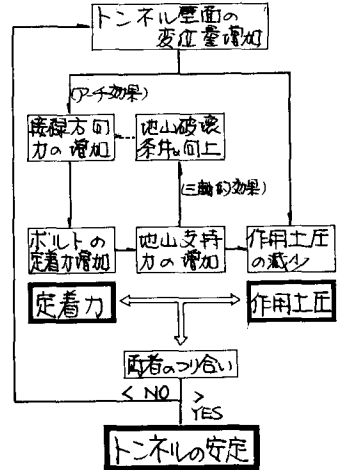 トンネル壁面の
変位量増加
(アーチ効果)
接線方向
力の増加
地山破壊
条件の向上
(三軸的効果)
ボルトの
定着力増加
地山支持
力の増加
作用土圧
の減少
定着力
作用土圧
両者のつり合い
< NO >
YES
トンネルの安定